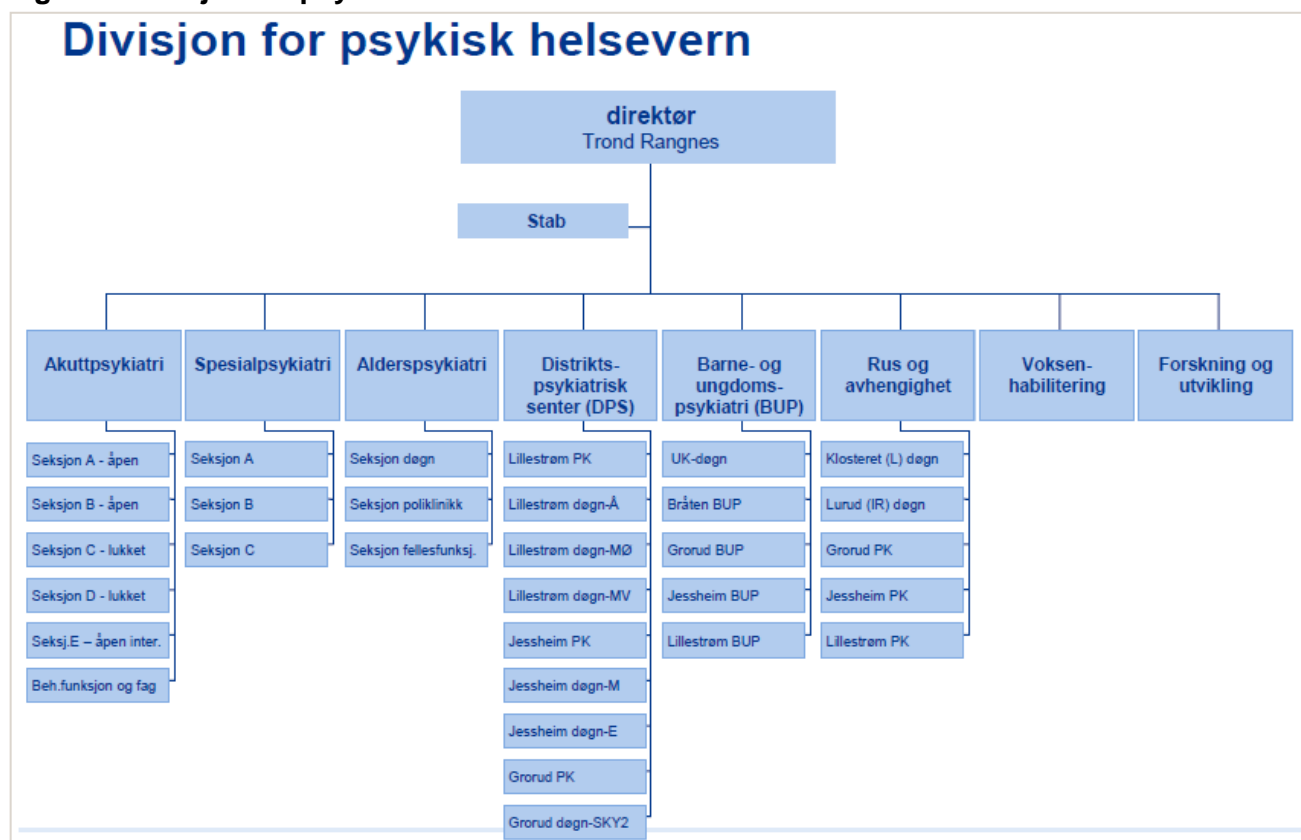 Divisjon for psykisk helsevern
direktør
Trond Rangnes
Stab
Akuttpsykiatri
Seksjon A - åpen
Seksjon B - åpen
Seksjon C - lukket
Seksjon D - lukket
Seksj.E – åpen inter.
Beh.funksjon og fag
Spesialpsykiatri
Seksjon A
Seksjon B
Seksjon C
Alderspsykiatri
Seksjon døgn
Seksjon poliklinikk
Seksjon fellesfunksj.
Distrikts-
psykiatrisk
senter (DPS)
Lillestrøm PK
Lillestrøm døgn-Å
Lillestrøm døgn-MØ
Lillestrøm døgn-MV
Jessheim PK
Jessheim døgn-M
Jessheim døgn-E
Grorud PK
Grorud døgn-SKY2
Barne- og
ungdoms-
psykiatri (BUP)
UK-døgn
Bråten BUP
Grorud BUP
Jessheim BUP
Lillestrøm BUP
Rus og
avhengighet
Klosteret (L) døgn
Lurud (IR) døgn
Grorud PK
Jessheim PK
Lillestrøm PK
Voksen-
habilitering
Forskning og
utvikling